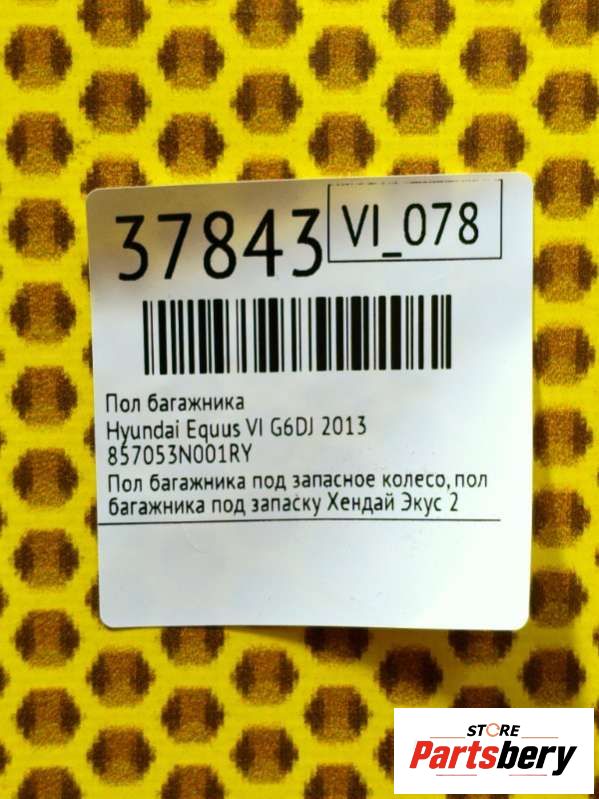 37843
VI_078
Пол багажника
Hyundai Equus VI G6DJ 2013
857053N001RY
Пол багажника под запасное колесо, пол
багажника под запаску Хендай Экус 2
STORE
Partsbery